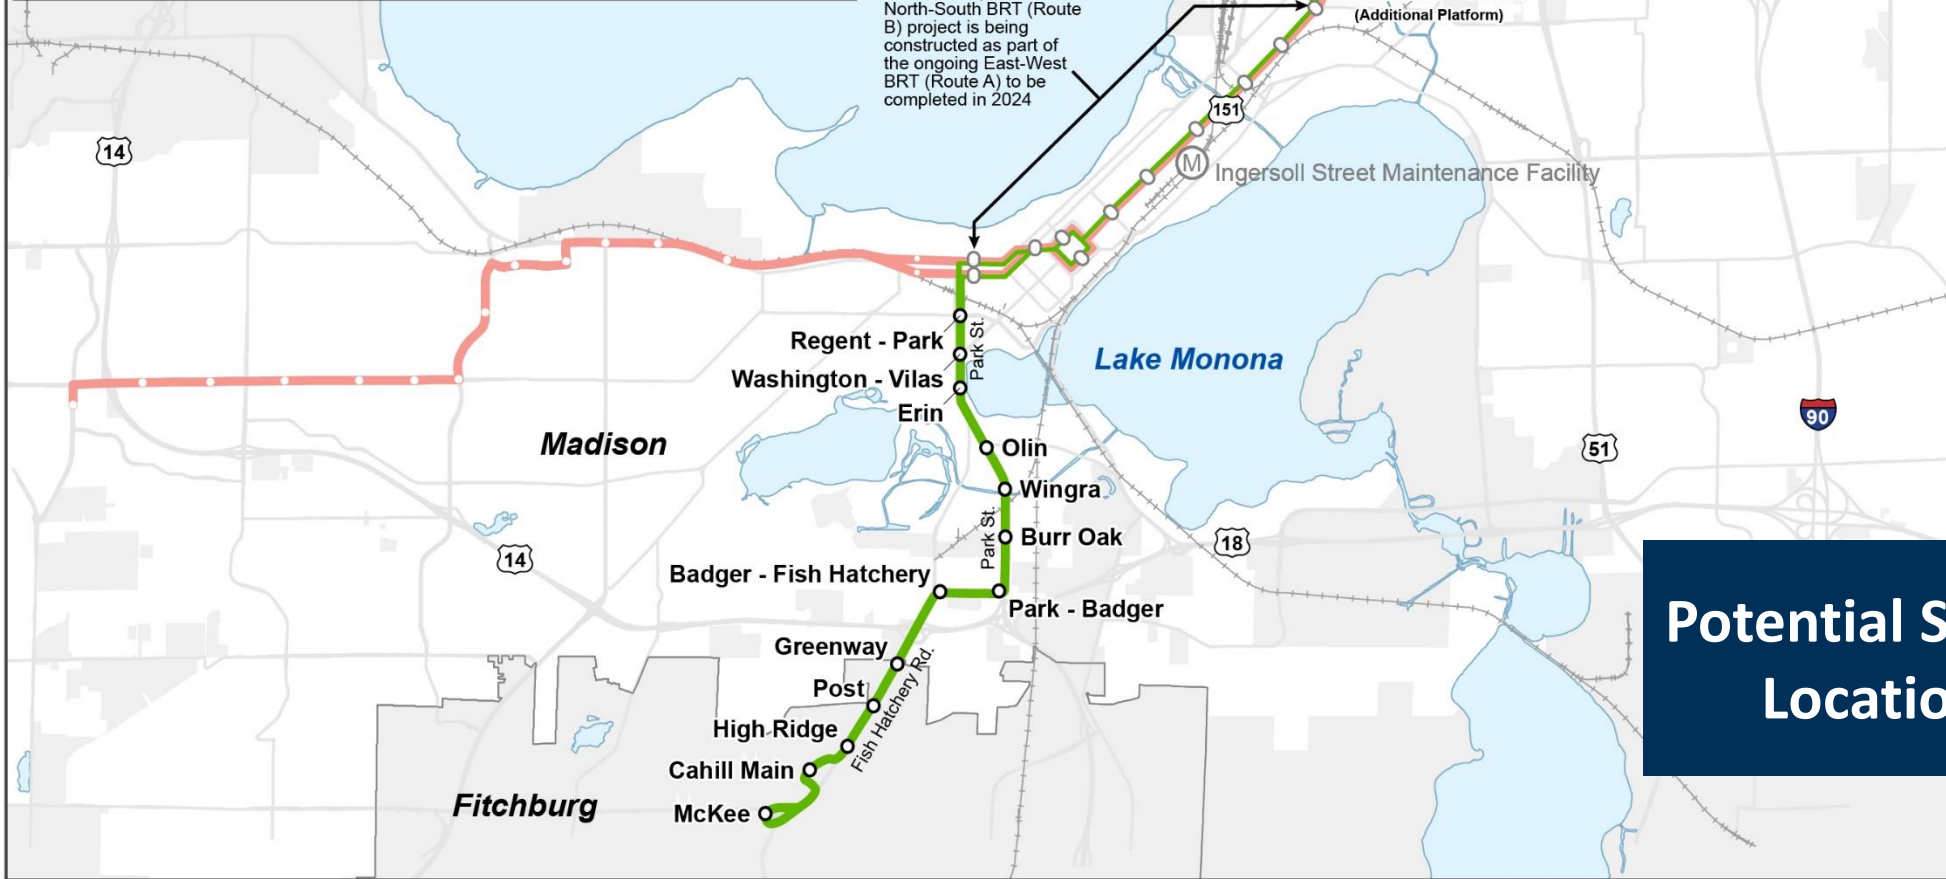 North-South BRT (Route
B) project is being
constructed as part of
the ongoing East-West
BRT (Route A) to be
completed in 2024
(Additional Platform)
151
14
M
Ingersoll Street Maintenance Facility
Regent - Park
Park St.
Washington - Vilas
Lake Monona
Erin
90
Madison
Olin
51
Wingra
Park St.
Burr Oak
18
14
Badger - Fish Hatchery
Park - Badger
Potential S
Locatio
Greenway
Fish Hatchery Rd.
Post
High Ridge
Cahill Main
Fitchburg
McKee